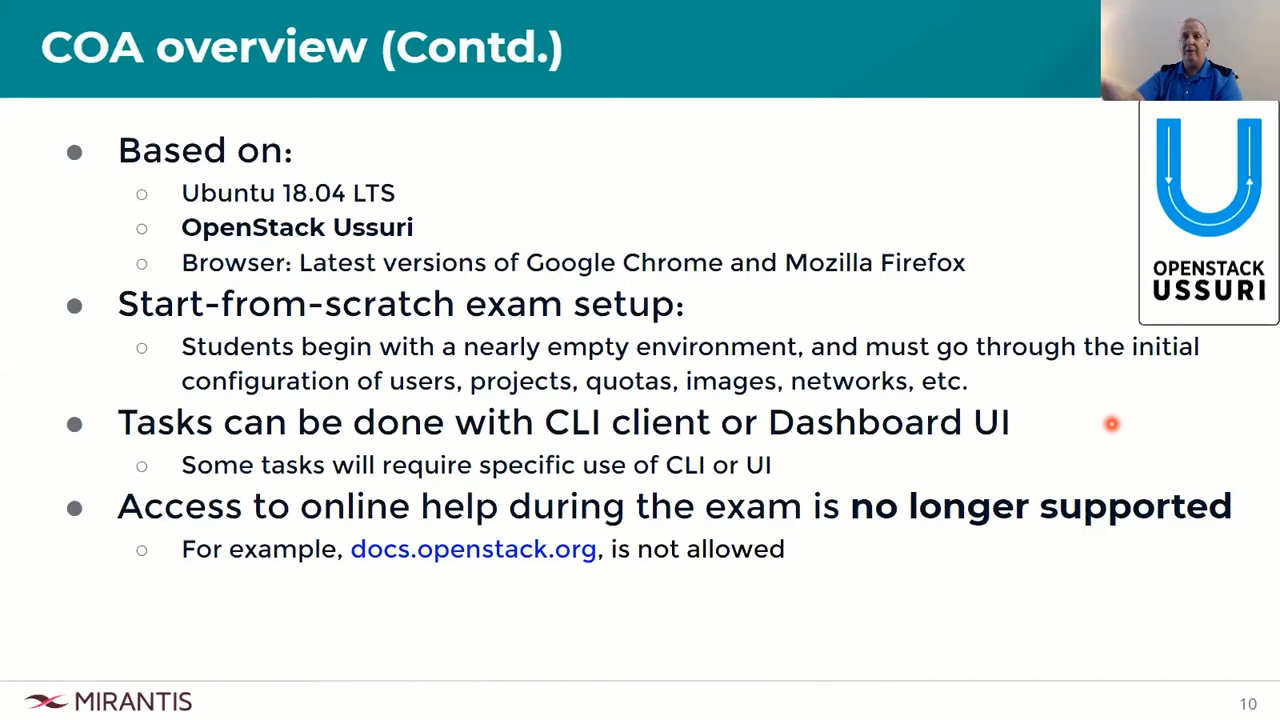 COA overview (Contd.)
Based on:
Ubuntu 18.04 LTS
OpenStack Ussuri
Browser: Latest versions of Google Chrome and Mozilla Firefox
OPENSTACK
USSURI
Start-from-scratch exam setup:
Students begin with a nearly empty environment, and must go through the initial
configuration of users, projects, quotas, images, networks, etc.
Tasks can be done with CLI client or Dashboard UI
Some tasks will require specific use of CLI or UI
Access to online help during the exam is no longer supported
For example, docs.openstack.org, is not allowed
MIRANTIS
10